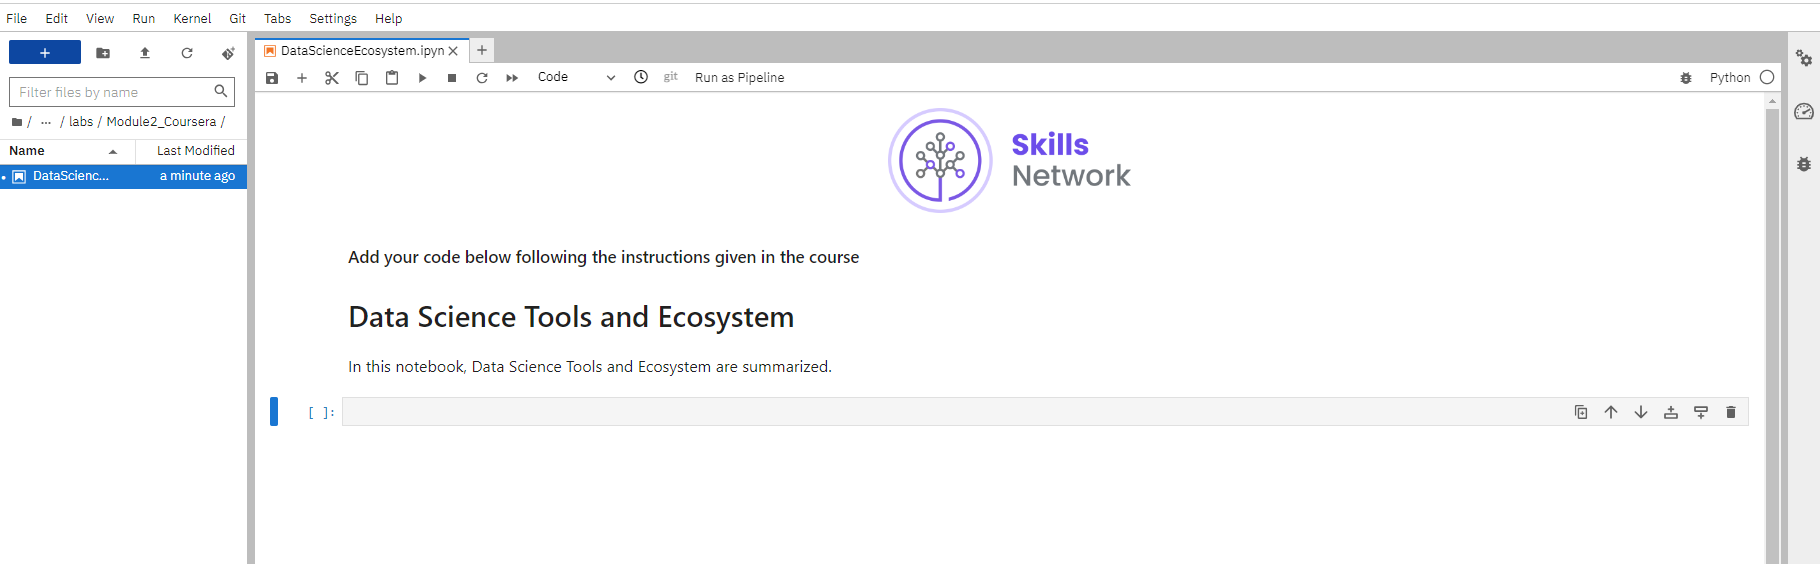 File Edit View Run Kernel Git Tabs Settings Help
Filter files by name
/ ... / labs / Module2_Coursera /
Name Last Modified
DataScienc... a minute ago
DataScienceEcosystem.ipyn
Code git Run as Pipeline Python
Skills
Network
Add your code below following the instructions given in the course
Data Science Tools and Ecosystem
In this notebook, Data Science Tools and Ecosystem are summarized.
[ ]: